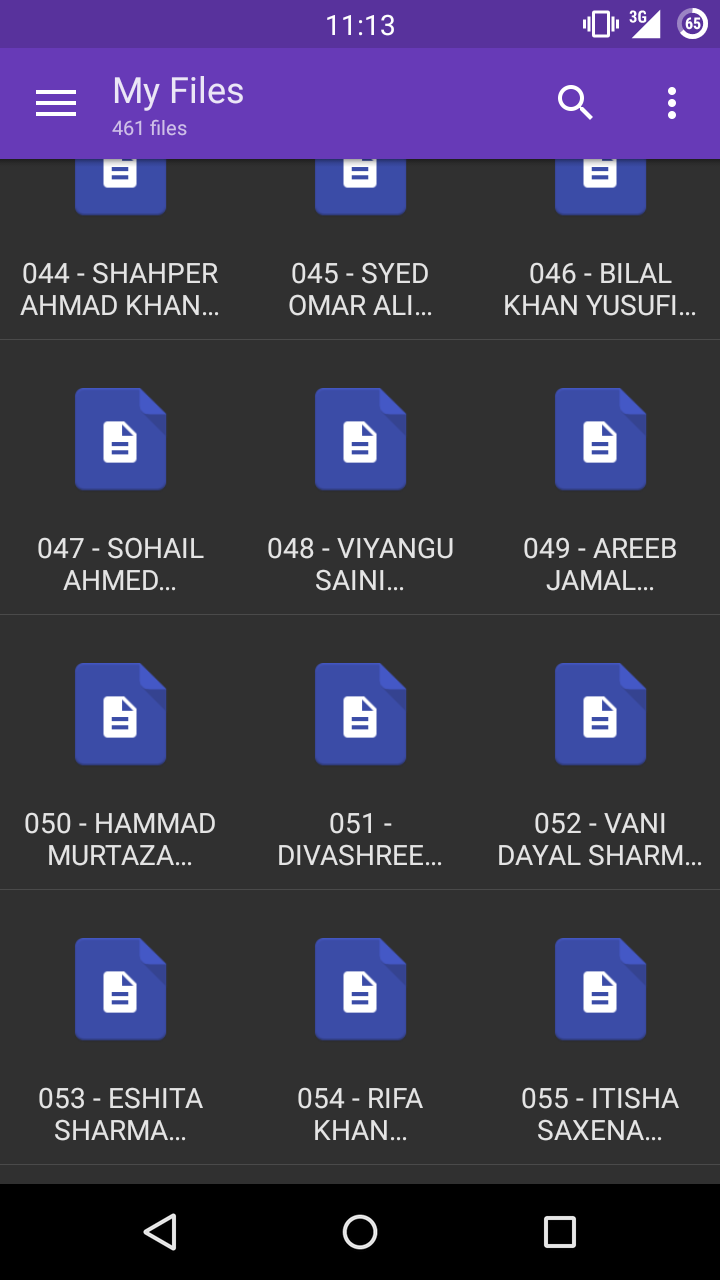 11:13
3G
65
My Files
461 files
044 - SHAHPER
AHMAD KHAN...
045 - SYED
OMAR ALI...
046 - BILAL
KHAN YUSUFI...
047 - SOHAIL
AHMED...
048 - VIYANGU
SAINI...
049 - AREEB
JAMAL...
050 - HAMMAD
MURTAZA...
051 -
DIVASHREE...
052 - VANI
DAYAL SHARM...
053 - ESHITA
SHARMA...
054 - RIFA
KHAN...
055 - ITISHA
SAXENA...